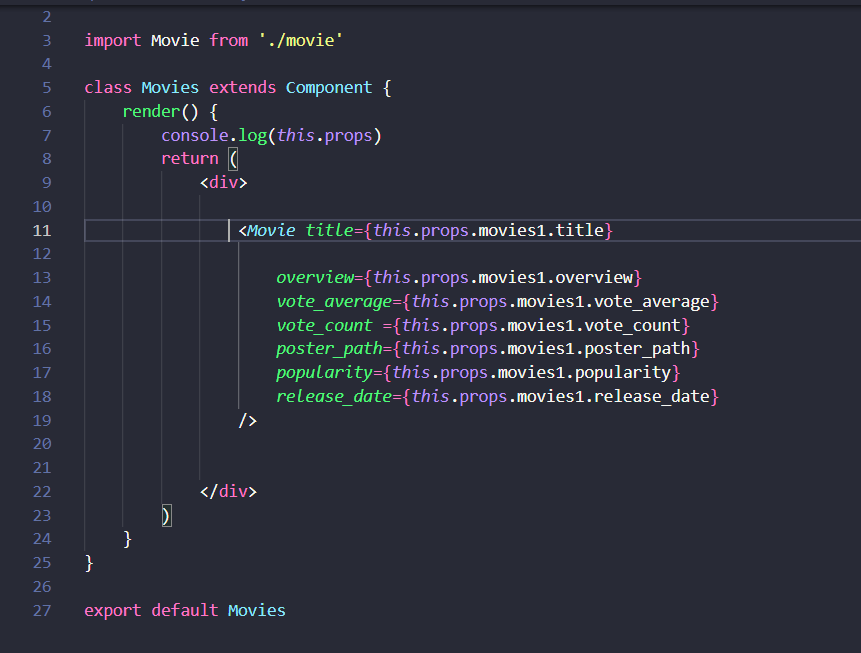 2
3 import Movie from './movie'
4
5 class Movies extends Component {
6 render() {
7 console.log(this.props)
8 return (
9 <div>
10
11 <Movie title={this.props.movies1.title}
12
13 overview={this.props.movies1.overview}
14 vote_average={this.props.movies1.vote_average}
15 vote_count ={this.props.movies1.vote_count}
16 poster_path={this.props.movies1.poster_path}
17 popularity={this.props.movies1.popularity}
18 release_date={this.props.movies1.release_date}
19 />
20
21
22 </div>
23 )
24 }
25 }
26
27 export default Movies